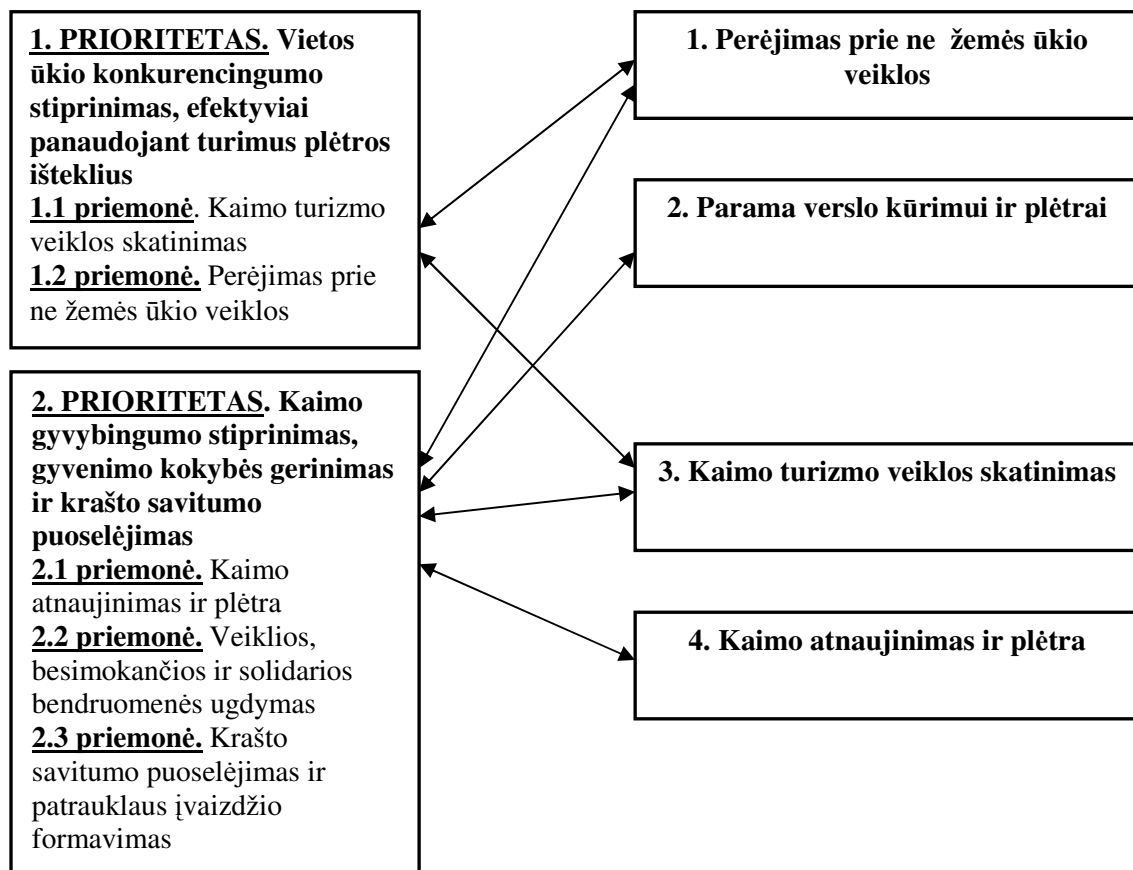 1. PRIORITETAS. Vietos
ūkio konkurencingumo
stiprinimas, efektyviai
panaudojant turimus plėtros
išteklius
1.1 priemonė. Kaimo turizmo
veiklos skatinimas
1.2 priemonė. Perėjimas prie
ne žemės ūkio veiklos
2. PRIORITETAS. Kaimo
gyvybingumo stiprinimas,
gyvenimo kokybės gerinimas
ir krašto savitumo
puoselėjimas
2.1 priemonė. Kaimo
atnaujinimas ir plėtra
2.2 priemonė. Veiklios,
besimokančios ir solidarios
bendruomenės ugdymas
2.3 priemonė. Krašto
savitumo puoselėjimas ir
patrauklaus įvaizdžio
formavimas
1. Perėjimas prie ne žemės ūkio
veiklos
2. Parama verslo kūrimui ir plėtrai
3. Kaimo turizmo veiklos skatinimas
4. Kaimo atnaujinimas ir plėtra